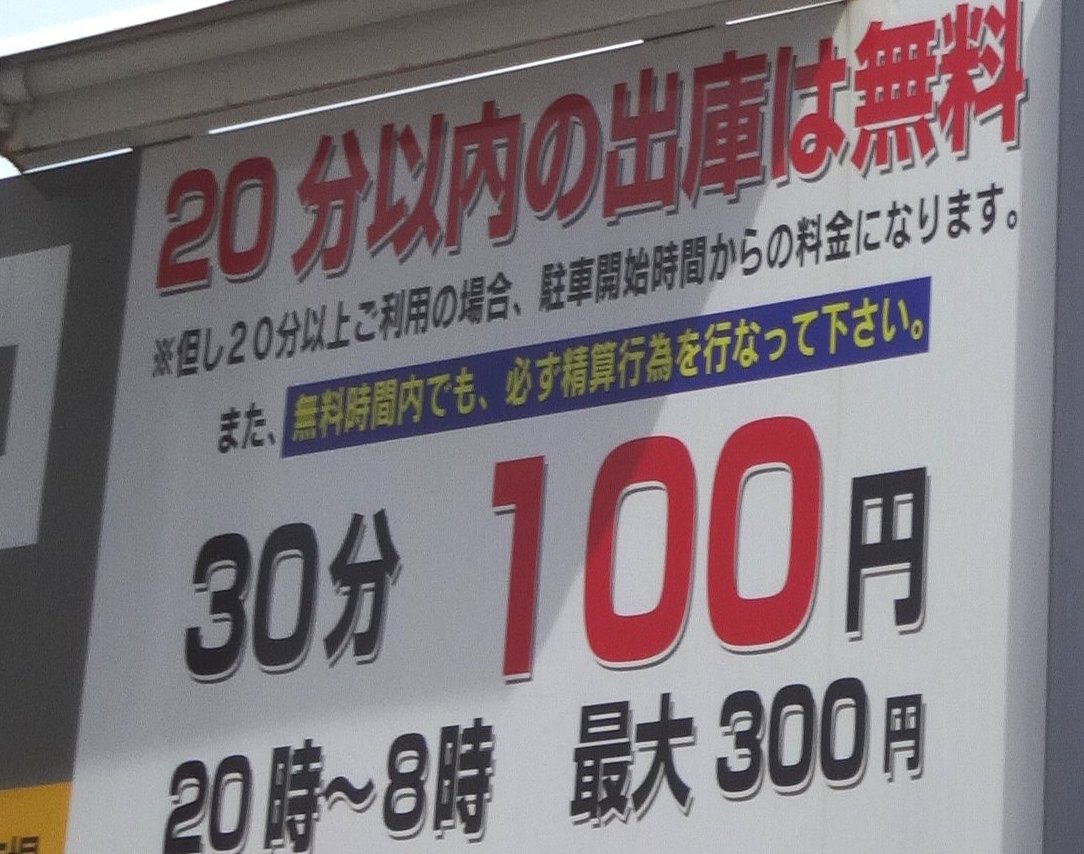 20分以内の出庫は無料
※但し20分以上ご利用の場合、駐車開始時間からの料金になります。
また、無料時間内でも、必ず精算行為を行なって下さい。
30分 100円
20時～8時 最大300円